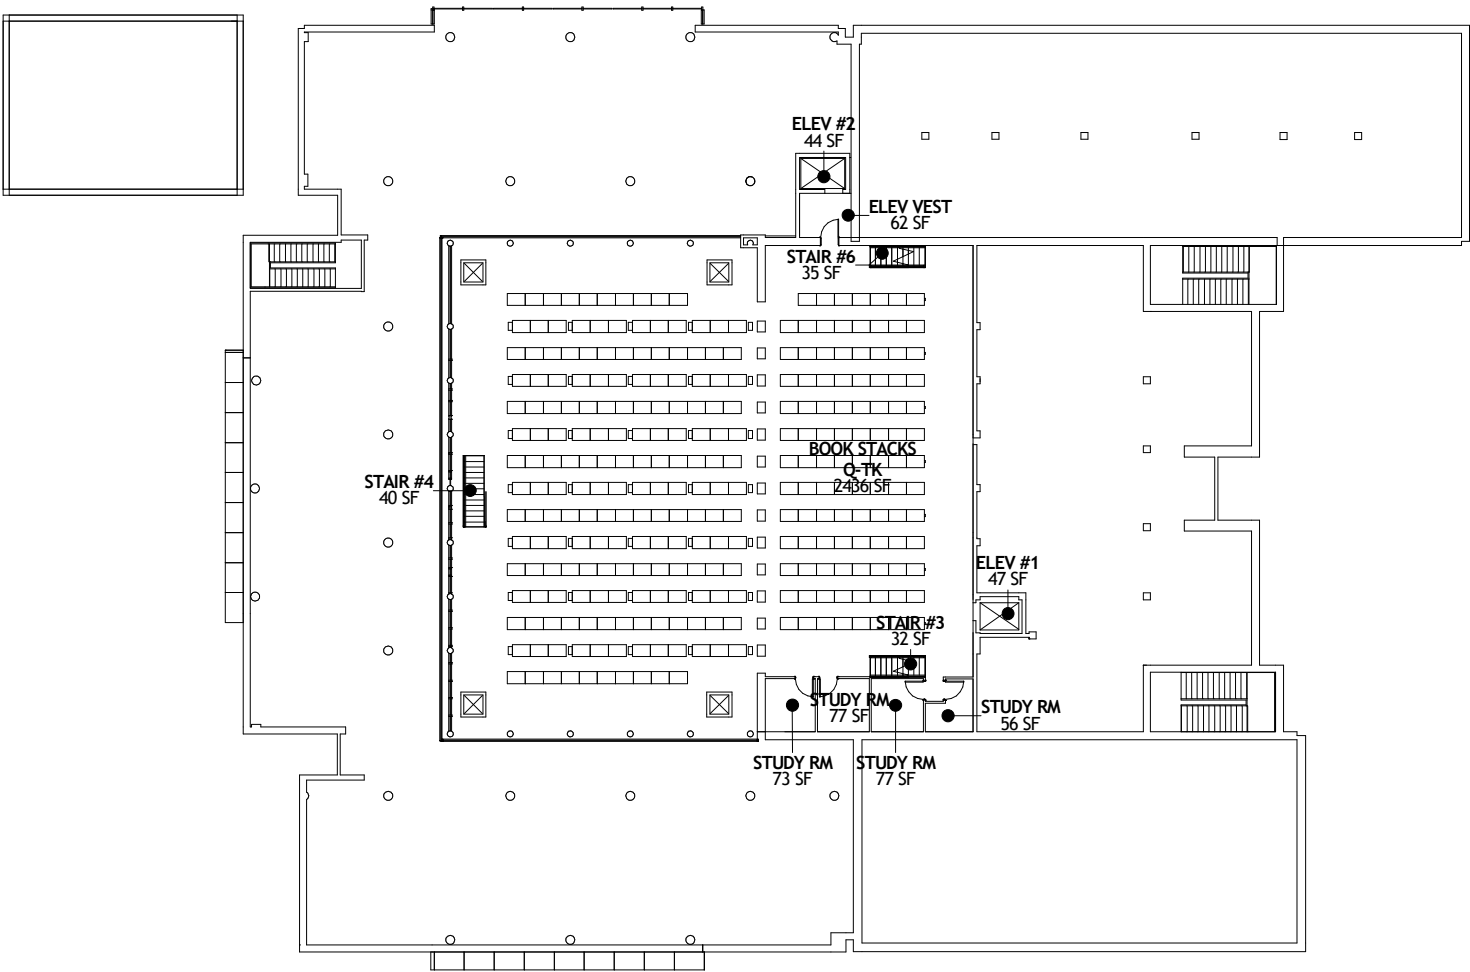 ELEV #2
44 SF
ELEV VEST
62 SF
STAIR #6
35 SF
BOOK STACKS
Q-TK
2436 SF
STAIR #4
40 SF
ELEV #1
47 SF
STAIR #3
32 SF
STUDY RM
77 SF
STUDY RM
56 SF
STUDY RM
73 SF
STUDY RM
77 SF